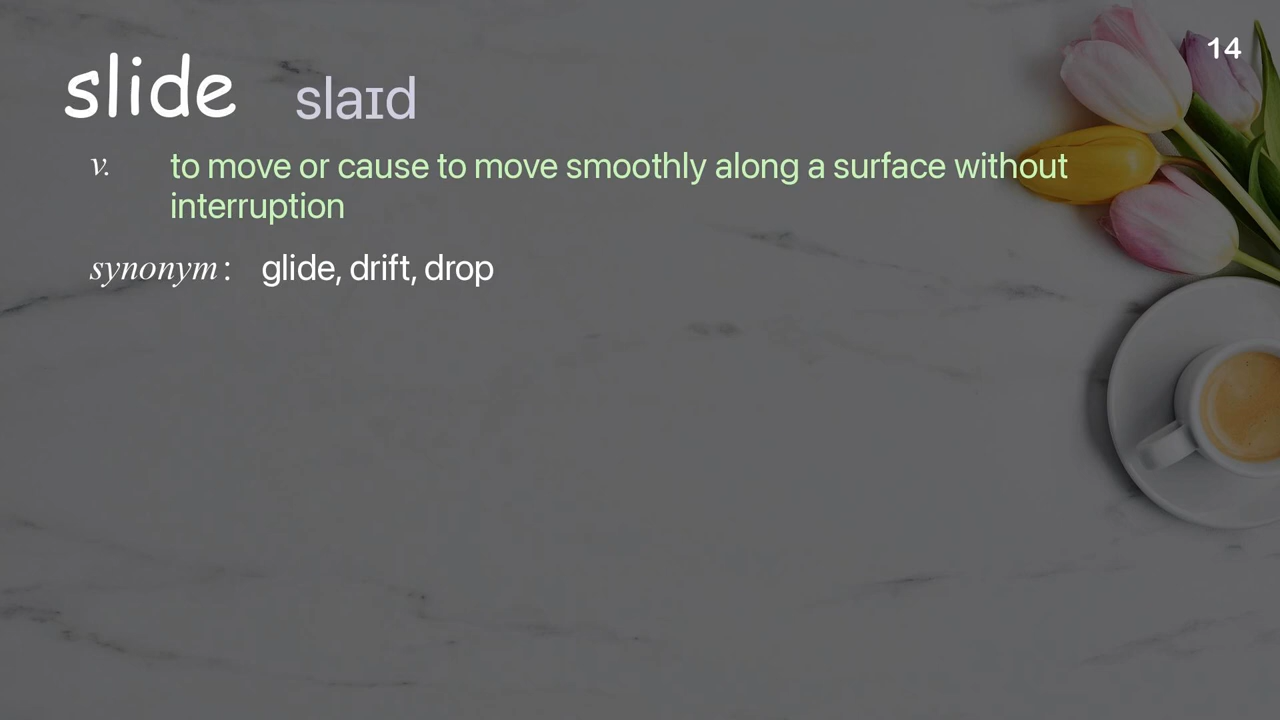 14
slide slaɪd
v. to move or cause to move smoothly along a surface without
interruption
synonym: glide, drift, drop